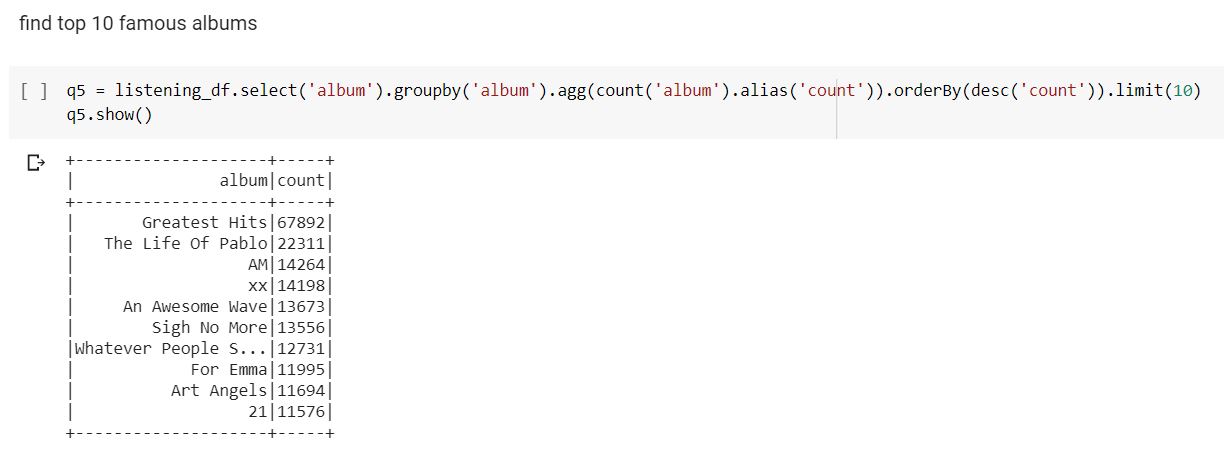 find top 10 famous albums
[ ] q5 = listening_df.select('album').groupby('album').agg(count('album').alias('count')).orderBy(desc('count')).limit(10)
q5.show()
+--------------------+-----+
|               album|count|
+--------------------+-----+
|       Greatest Hits|67892|
|   The Life Of Pablo|22311|
|                  AM|14264|
|                  xx|14198|
|     An Awesome Wave|13673|
|        Sigh No More|13556|
|Whatever People S...|12731|
|            For Emma|11995|
|          Art Angels|11694|
|                  21|11576|
+--------------------+-----+